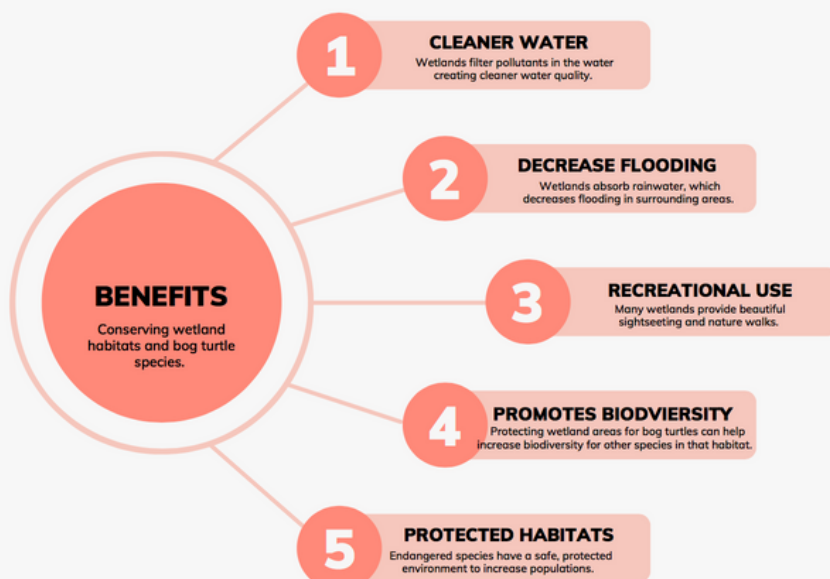 BENEFITS
Conserving wetland
habitats and bog turtle
species.
1
CLEANER WATER
Wetlands filter pollutants in the water
creating cleaner water quality.
2
DECREASE FLOODING
Wetlands absorb rainwater, which
decreases flooding in surrounding areas.
3
RECREATIONAL USE
Many wetlands provide beautiful
sightseeting and nature walks.
4
PROMOTES BIODVIERSITY
Protecting wetland areas for bog turtles can help
increase biodiversity for other species in that habitat.
5
PROTECTED HABITATS
Endangered species have a safe, protected
environment to increase populations.